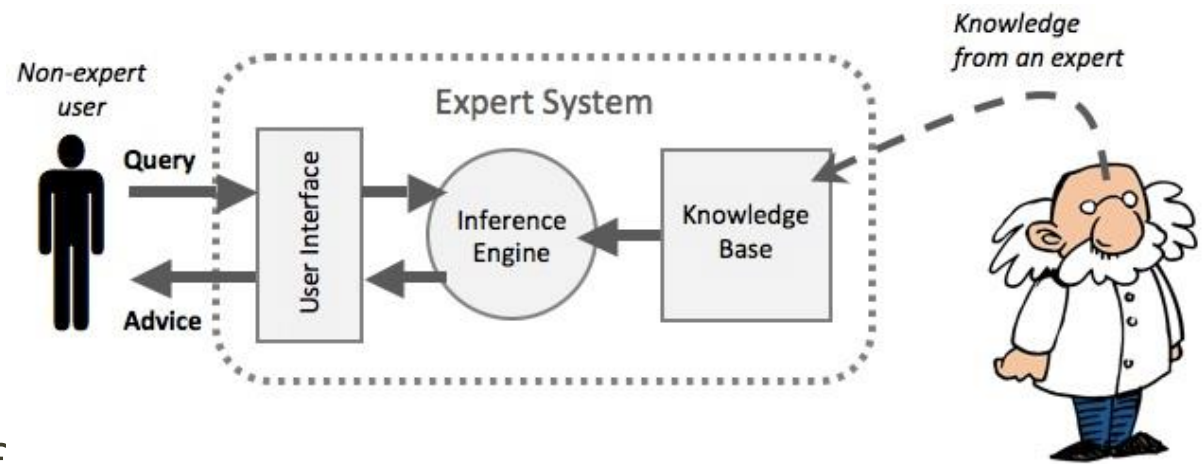 Knowledge
from an expert
Non-expert
user
Expert System
Query
User Interface
Inference
Engine
Knowledge
Base
Advice